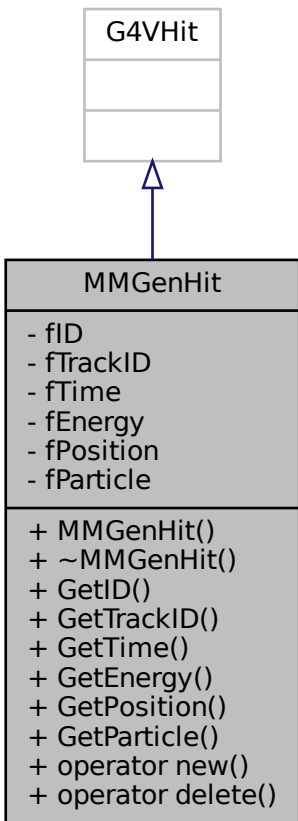 G4VHit
MMGenHit
- fID
- fTrackID
- fTime
- fEnergy
- fPosition
- fParticle
+ MMGenHit()
+ ~MMGenHit()
+ GetID()
+ GetTrackID()
+ GetTime()
+ GetEnergy()
+ GetPosition()
+ GetParticle()
+ operator new()
+ operator delete()